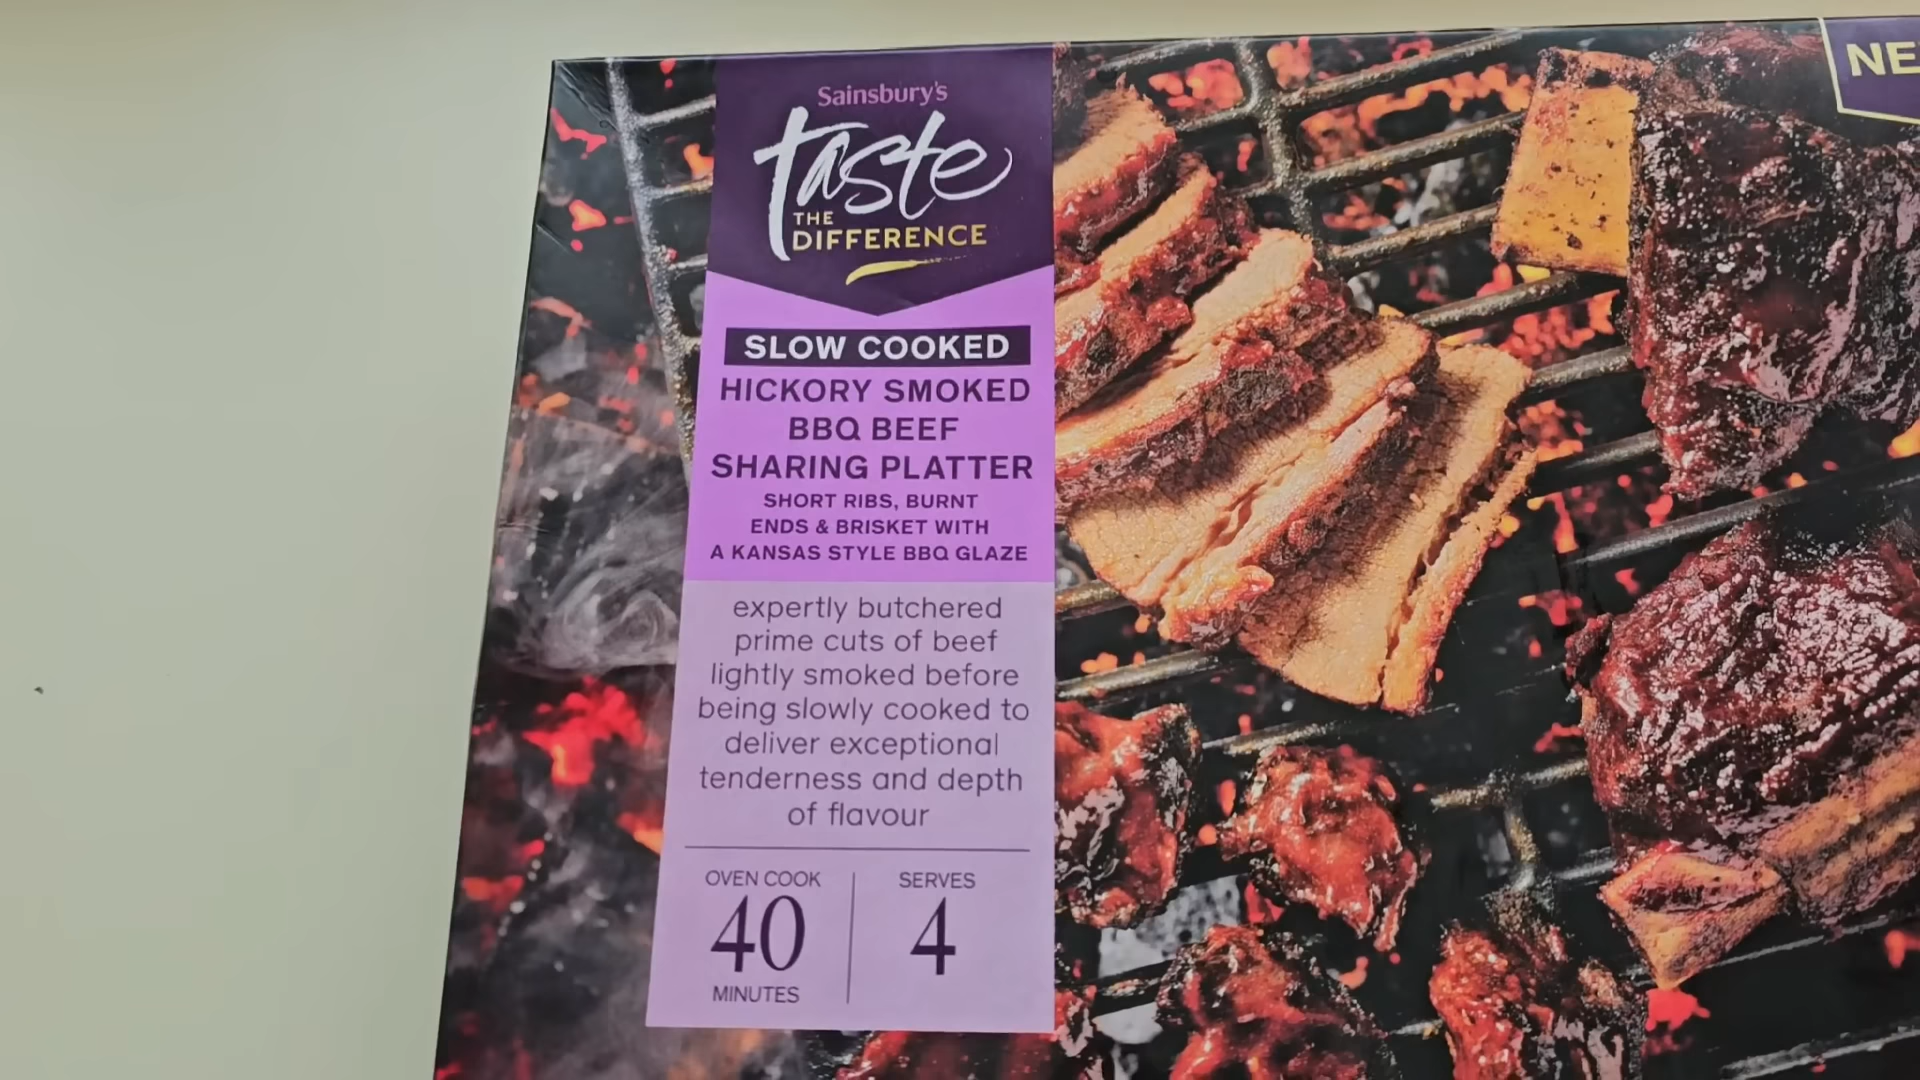 Sainsbury's
taste
THE
DIFFERENCE
SLOW COOKED
HICKORY SMOKED
BBQ BEEF
SHARING PLATTER
SHORT RIBS, BURNT
ENDS & BRISKET WITH
A KANSAS STYLE BBQ GLAZE
expertly butchered
prime cuts of beef
lightly smoked before
being slowly cooked to
deliver exceptional
tenderness and depth
of flavour
OVEN COOK
40
MINUTES
SERVES
4